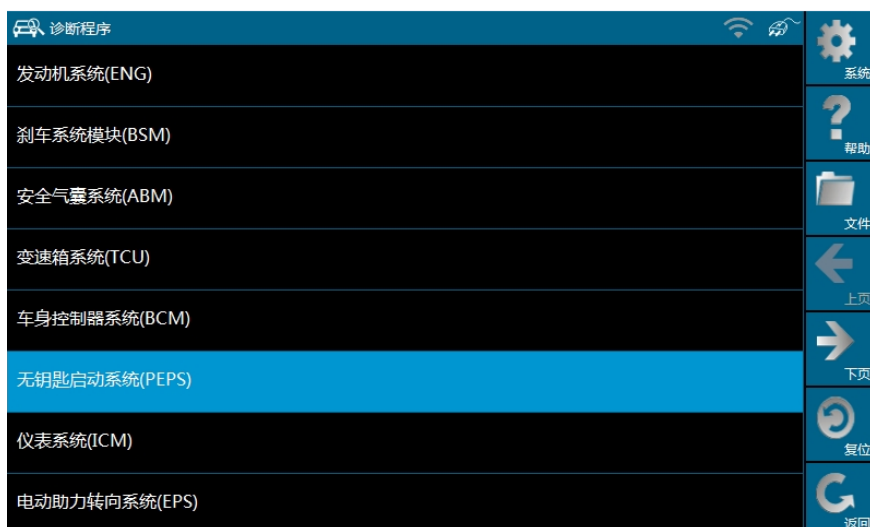 诊断程序
发动机系统(ENG)
刹车系统模块(BSM)
安全气囊系统(ABM)
变速箱系统(TCU)
车身控制器系统(BCM)
无钥匙启动系统(PEPS)
仪表系统(ICM)
电动助力转向系统(EPS)
系统
帮助
文件
上页
下页
复位
返回